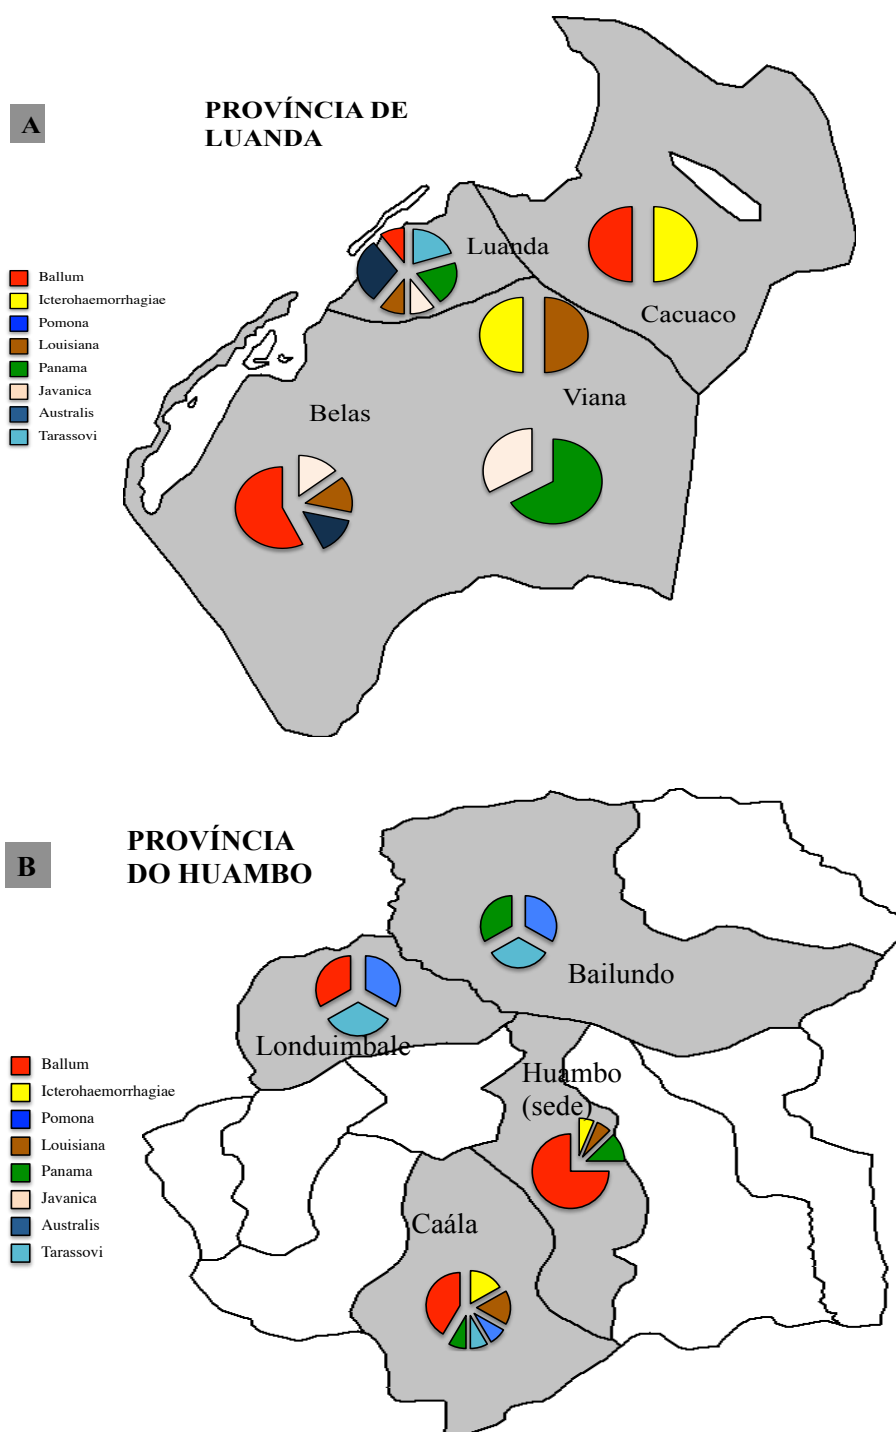 A
PROVÍNCIA DE
LUANDA
Luanda
Cacuaco
Viana
Belas
Ballum
Icterohaemorrhagiae
Pomona
Louisiana
Panama
Javanica
Australis
Tarassovi
B
PROVÍNCIA
DO HUAMBO
Bailundo
Londuimbale
Huambo
(sede)
Caála
Ballum
Icterohaemorrhagiae
Pomona
Louisiana
Panama
Javanica
Australis
Tarassovi